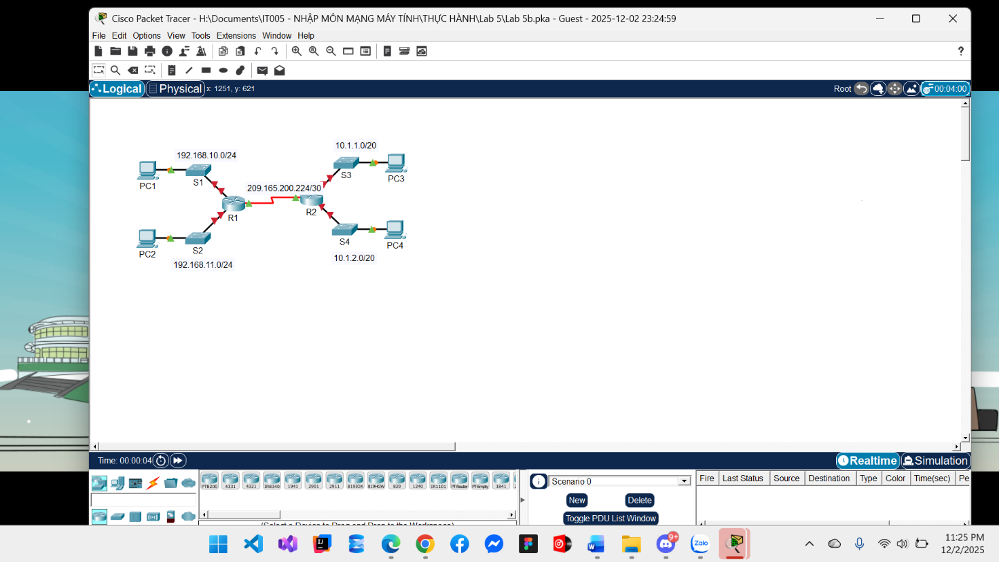 Cisco Packet Tracer - H:\Documents\IT005 - NHẬP MÔN MẠNG MÁY TÍNH\THỰC HÀNH\Lab 5\Lab 5b.pka - Guest - 2025-12-02 23:24:59
File Edit Options View Tools Extensions Window Help
?
Logical Physical x: 1251, y: 621 Root 00:04:00
10.1.1.0/20
192.168.10.0/24
PC1 S1 S3 PC3
209.165.200.224/30
R1 R2
PC2 S2 S4 PC4
10.1.2.0/20
192.168.11.0/24
Time: 00:00:04 Realtime Simulation
PT8200 4331 4321 IR8340 1941 2901 2911 819IOX 819HGW 829 1240 IR1101 PT-Router PT-Empty 1841
Scenario 0
Fire Last Status Source Destination Type Color Time(sec) Pe
New Delete
Toggle PDU List Window
(Select a Device to Drag and Drop to the Workspace)
9+
Zalo
11:25 PM
12/2/2025